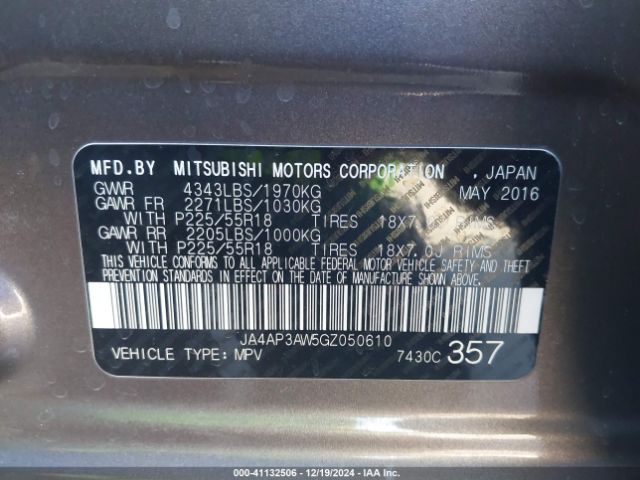 MFD.BY MITSUBISHI MOTORS CORPORATION , JAPAN
GVWR 4343LBS/1970KG MAY 2016
GAWR FR 2271LBS/1030KG
WITH P225/55R18 TIRES 18X7. RIMS
GAWR RR 2205LBS/1000KG
WITH P225/55R18 TIRES 18X7.0J RIMS
THIS VEHICLE CONFORMS TO ALL APPLICABLE FEDERAL MOTOR VEHICLE SAFETY AND THEFT
PREVENTION STANDARDS IN EFFECT ON THE DATE OF MANUFACTURE SHOWN ABOVE.
JA4AP3AW5GZ050610
VEHICLE TYPE: MPV 7430C 357
000-41132506 - 12/19/2024 - IAA Inc.